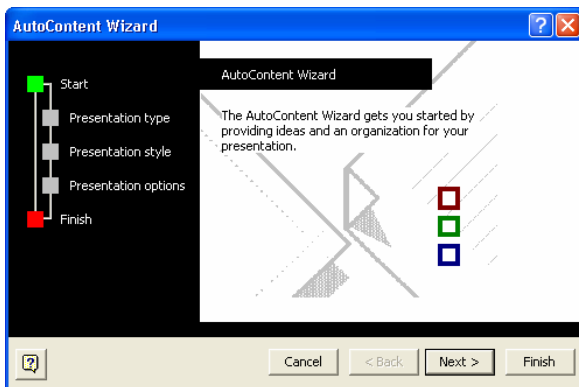 AutoContent Wizard
Start
Presentation type
Presentation style
Presentation options
Finish
AutoContent Wizard
The AutoContent Wizard gets you started by
providing ideas and an organization for your
presentation.
Cancel
< Back
Next >
Finish